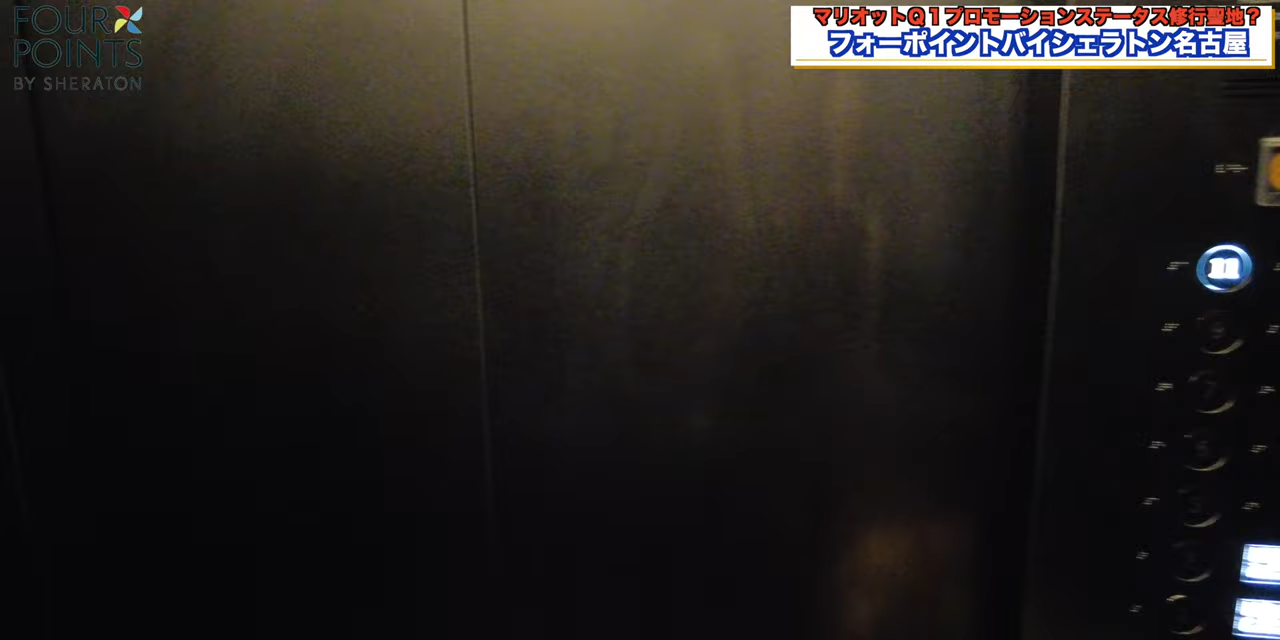 FOUR
POINTS
BY SHERATON
マリオットQ1プロモーションステータス修行聖地？
フォーポイントバイシェラトン名古屋